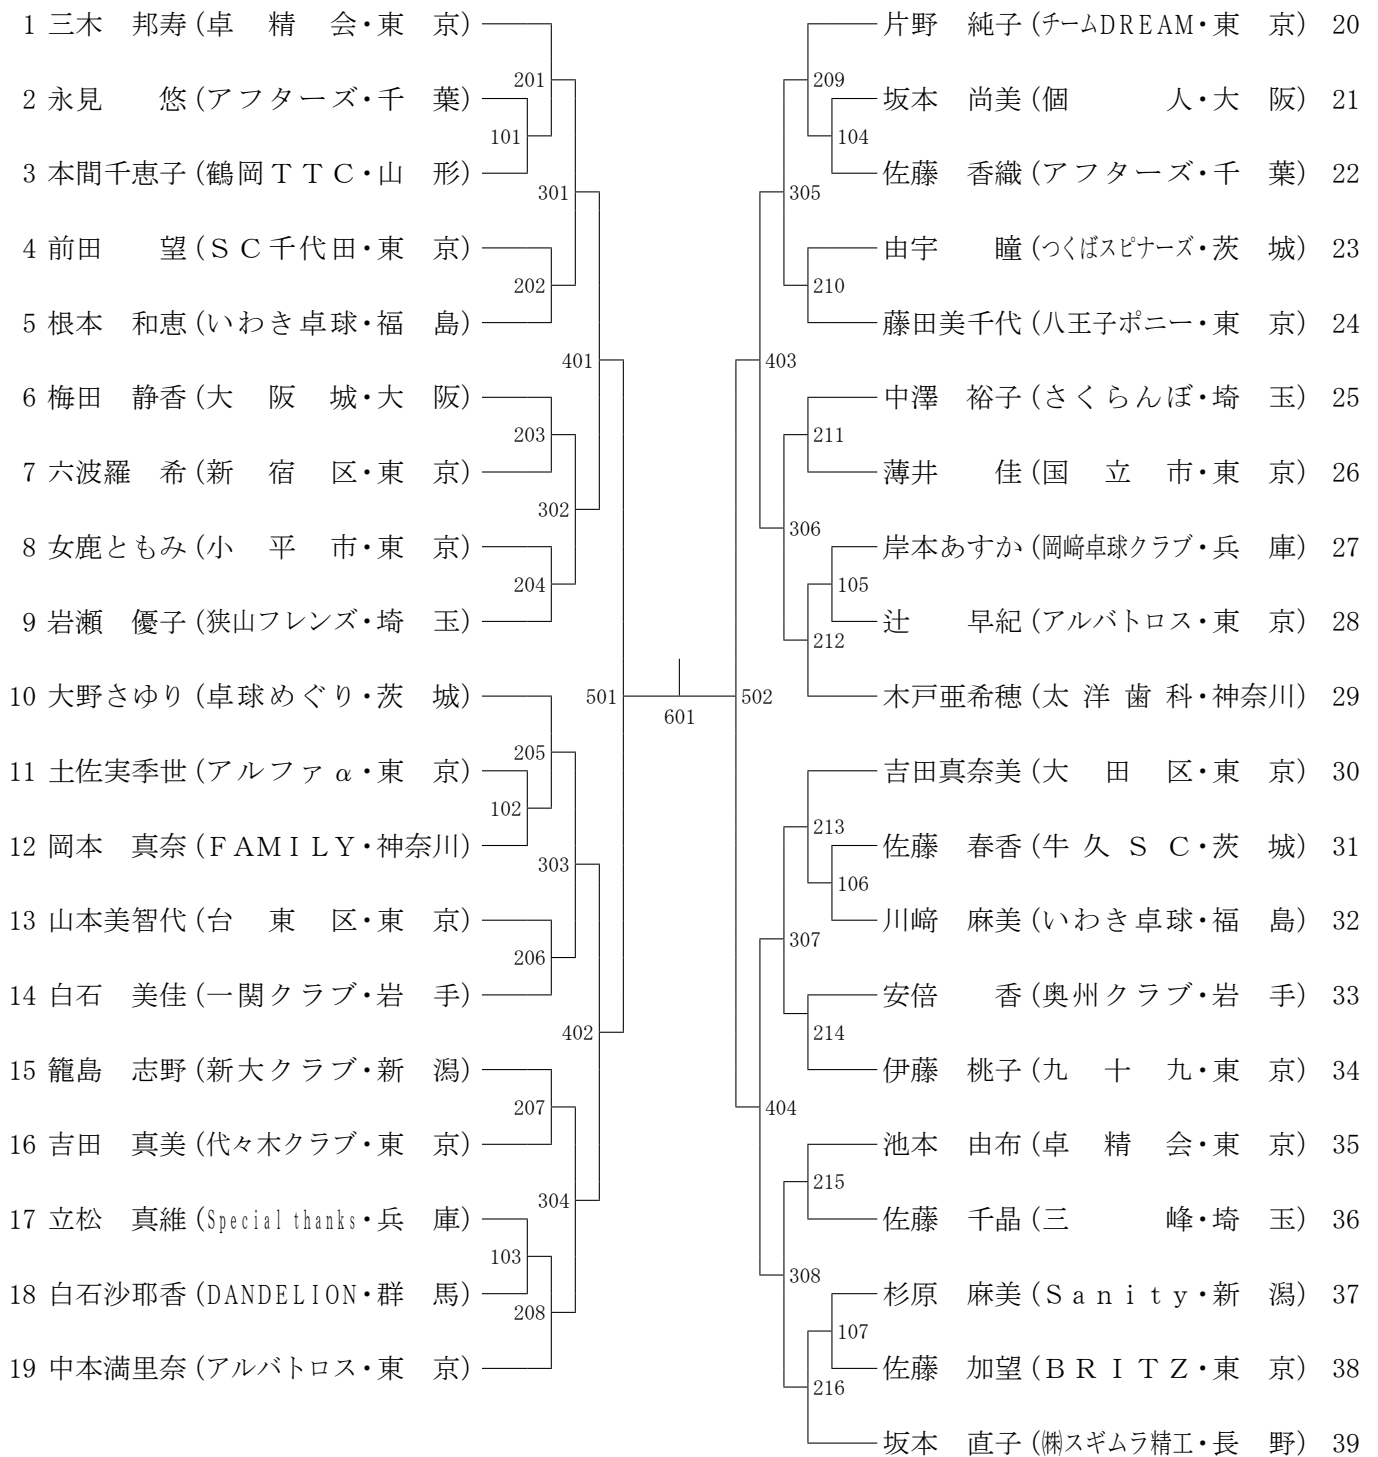 1 三木　邦寿 (卓　精　会・東　京)
201
2 永見　　悠 (アフターズ・千　葉)
101
3 本間千恵子 (鶴岡ＴＴＣ・山　形)
301
4 前田　　望 (ＳＣ千代田・東　京)
202
5 根本　和恵 (いわき卓球・福　島)
401
6 梅田　静香 (大　阪　城・大　阪)
203
7 六波羅　希 (新　宿　区・東　京)
302
8 女鹿ともみ (小　平　市・東　京)
204
9 岩瀬　優子 (狭山フレンズ・埼　玉)
10 大野さゆり (卓球めぐり・茨　城)
501
205
11 土佐実季世 (アルファα・東　京)
102
12 岡本　真奈 (ＦＡＭＩＬＹ・神奈川)
303
13 山本美智代 (台　東　区・東　京)
206
14 白石　美佳 (一関クラブ・岩　手)
402
15 籠島　志野 (新大クラブ・新　潟)
207
16 吉田　真美 (代々木クラブ・東　京)
304
17 立松　真維 (Special thanks・兵　庫)
103
18 白石沙耶香 (DANDELION・群　馬)
208
19 中本満里奈 (アルバトロス・東　京)
601
片野　純子 (チームDREAM・東　京) 20
209
坂本　尚美 (個　　　人・大　阪) 21
104
佐藤　香織 (アフターズ・千　葉) 22
305
由宇　　瞳 (つくばスピナーズ・茨　城) 23
210
藤田美千代 (八王子ポニー・東　京) 24
403
中澤　裕子 (さくらんぼ・埼　玉) 25
211
薄井　　佳 (国　立　市・東　京) 26
306
岸本あすか (岡﨑卓球クラブ・兵　庫) 27
105
辻　　早紀 (アルバトロス・東　京) 28
212
木戸亜希穂 (太 洋 歯 科・神奈川) 29
502
吉田真奈美 (大　田　区・東　京) 30
213
佐藤　春香 (牛 久 Ｓ Ｃ・茨　城) 31
106
川﨑　麻美 (いわき卓球・福　島) 32
307
安倍　　香 (奥州クラブ・岩　手) 33
214
伊藤　桃子 (九　十　九・東　京) 34
404
池本　由布 (卓　精　会・東　京) 35
215
佐藤　千晶 (三　　　峰・埼　玉) 36
308
杉原　麻美 (Ｓａｎｉｔｙ・新　潟) 37
107
佐藤　加望 (ＢＲＩＴＺ・東　京) 38
216
坂本　直子 (㈱スギムラ精工・長　野) 39